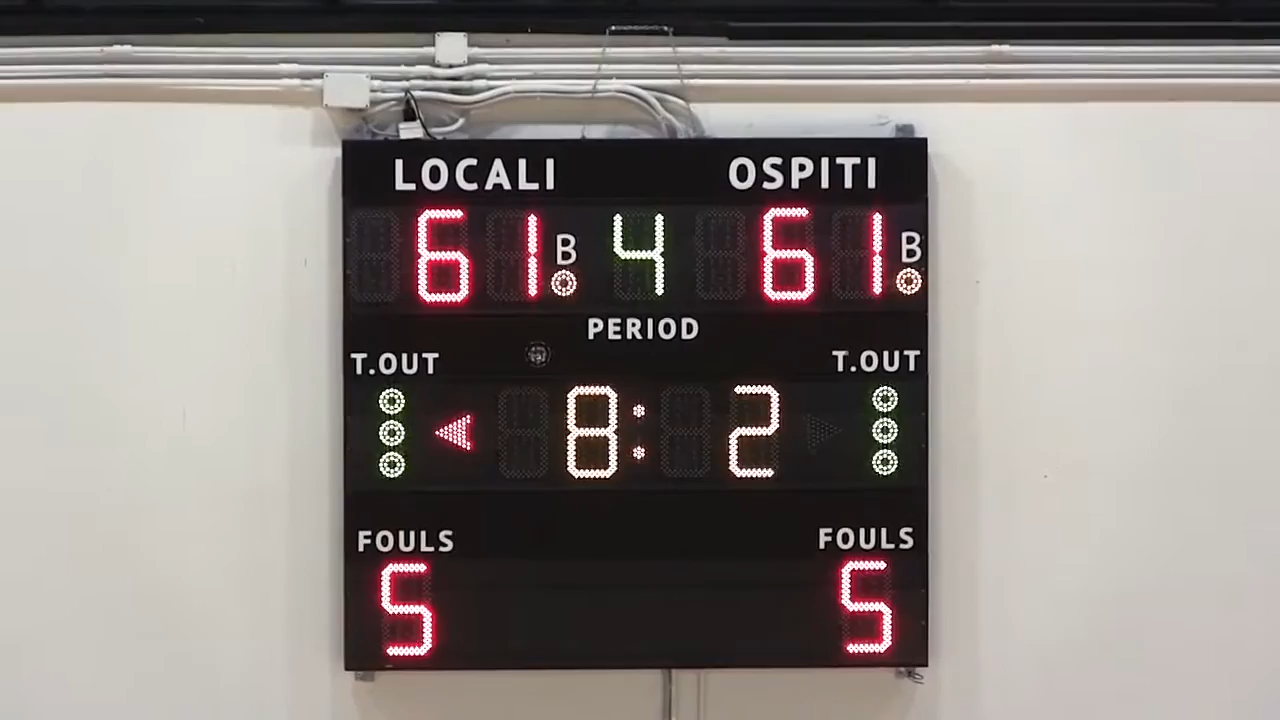 LOCALI OSPITI
61 B 4 61 B
PERIOD
T.OUT T.OUT
8: 2
FOULS FOULS
5 5